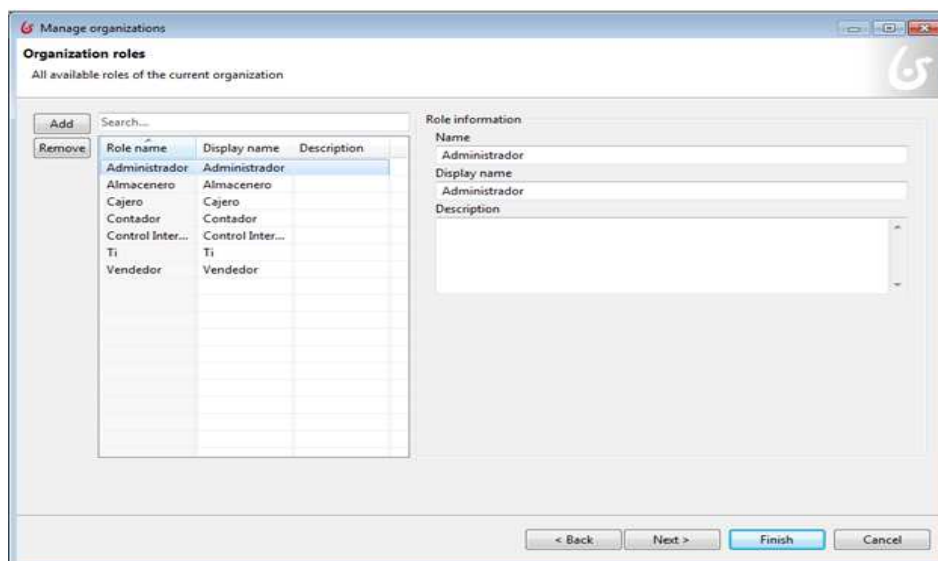 Manage organizations
Organization roles
All available roles of the current organization
Add
Search...
Remove
Role name Display name Description
Administrador Administrador
Almacenero Almacenero
Cajero Cajero
Contador Contador
Control Inter... Control Inter...
Ti Ti
Vendedor Vendedor
Role information
Name
Administrador
Display name
Administrador
Description
< Back Next > Finish Cancel